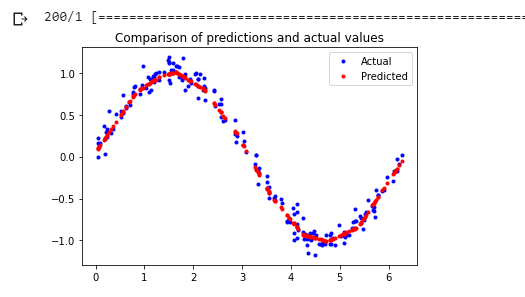 200/1 [====================================================
Comparison of predictions and actual values
Actual
Predicted
1.0
0.5
0.0
−0.5
−1.0
0 1 2 3 4 5 6